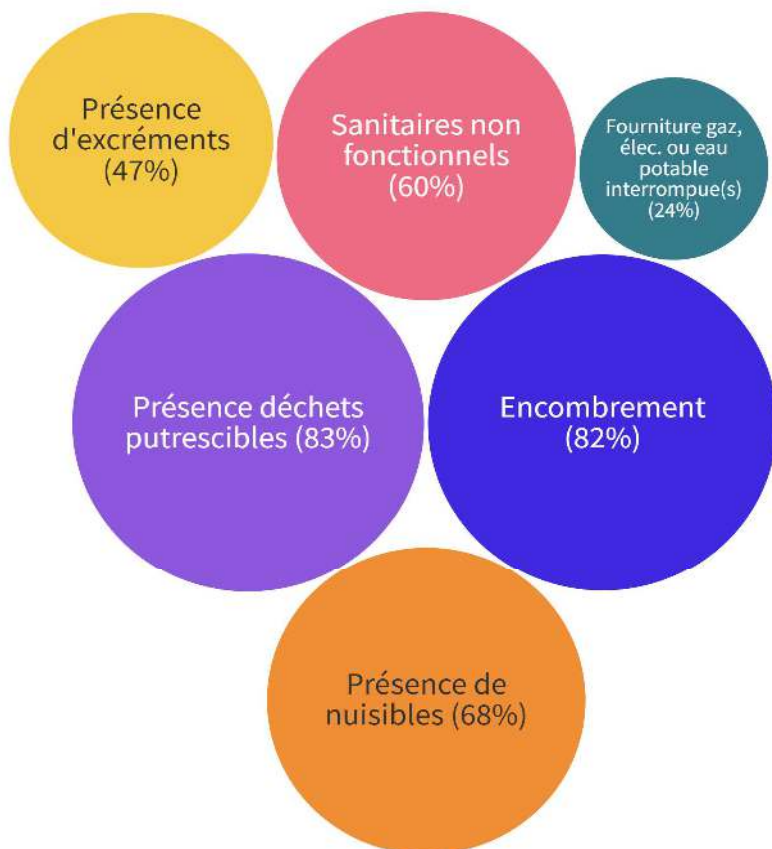 Présence
d'excréments
(47%)
Sanitaires non
fonctionnels
(60%)
Fourniture gaz,
élec. ou eau
potable
interrompue(s)
(24%)
Présence déchets
putrescibles (83%)
Encombrement
(82%)
Présence de
nuisibles (68%)